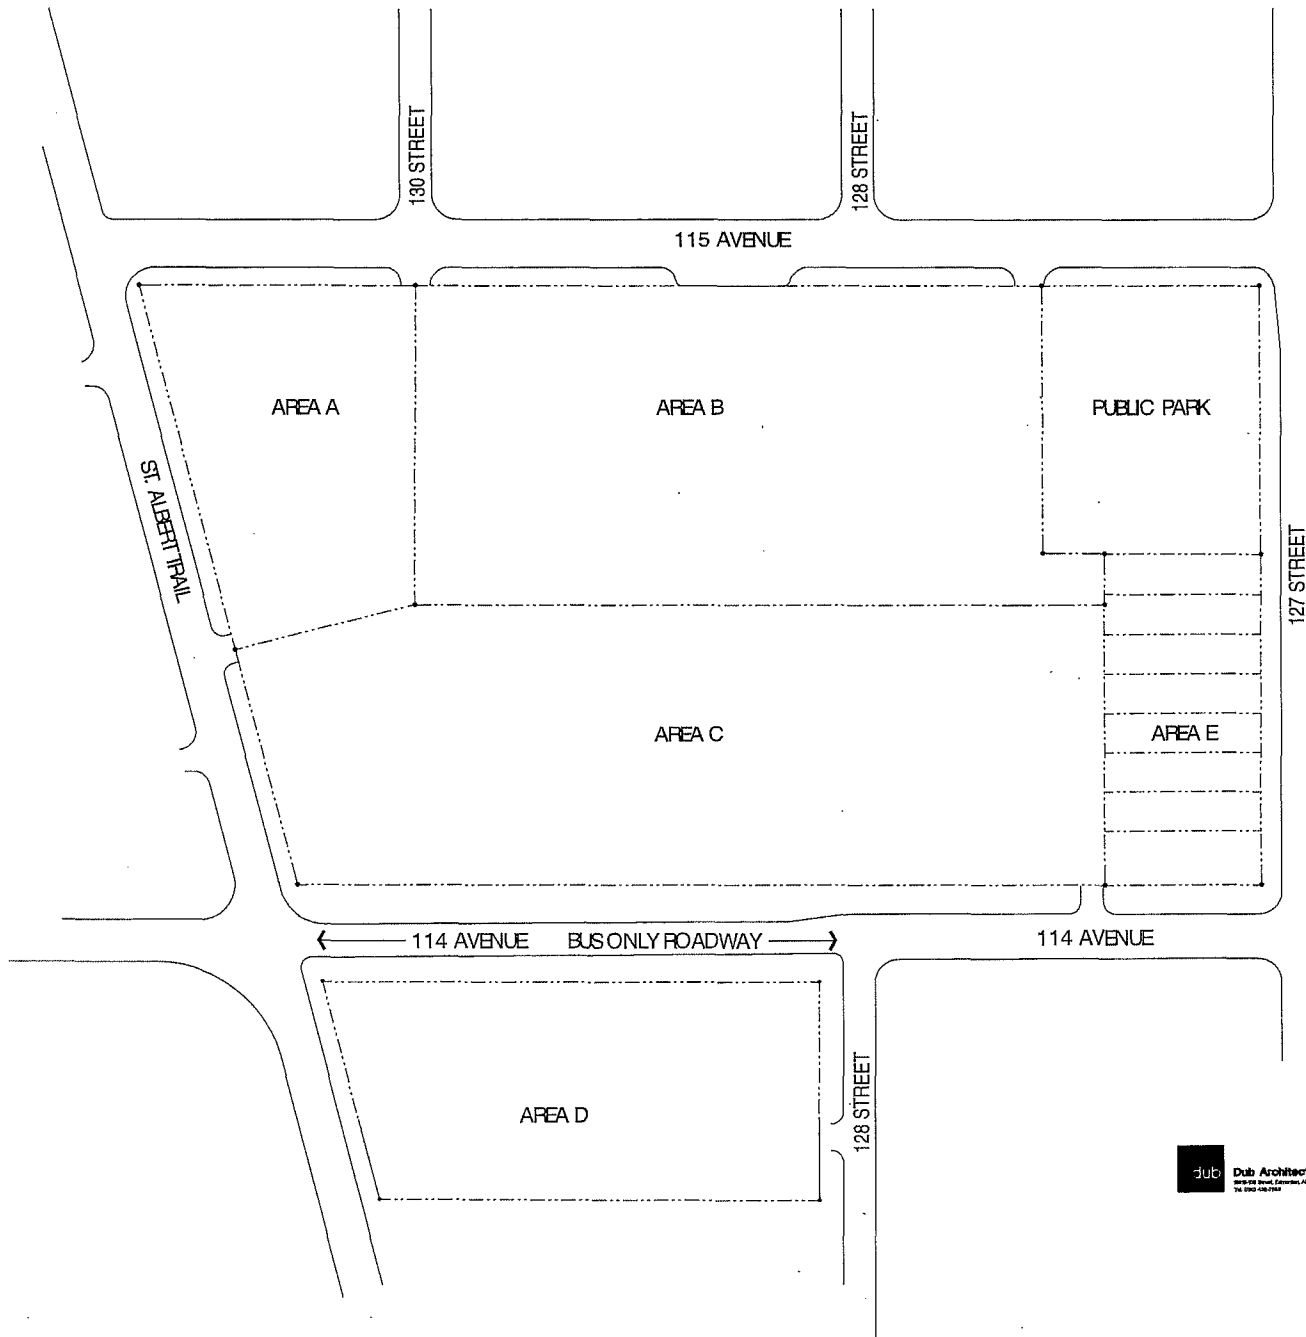 130 STREET
128 STREET
115 AVENUE
AREA A
AREA B
PUBLIC PARK
ST. ALBERT TRAIL
127 STREET
AREA C
AREA E
114 AVENUE
BUS ONLY ROADWAY
114 AVENUE
AREA D
128 STREET
dub
Dub Architect